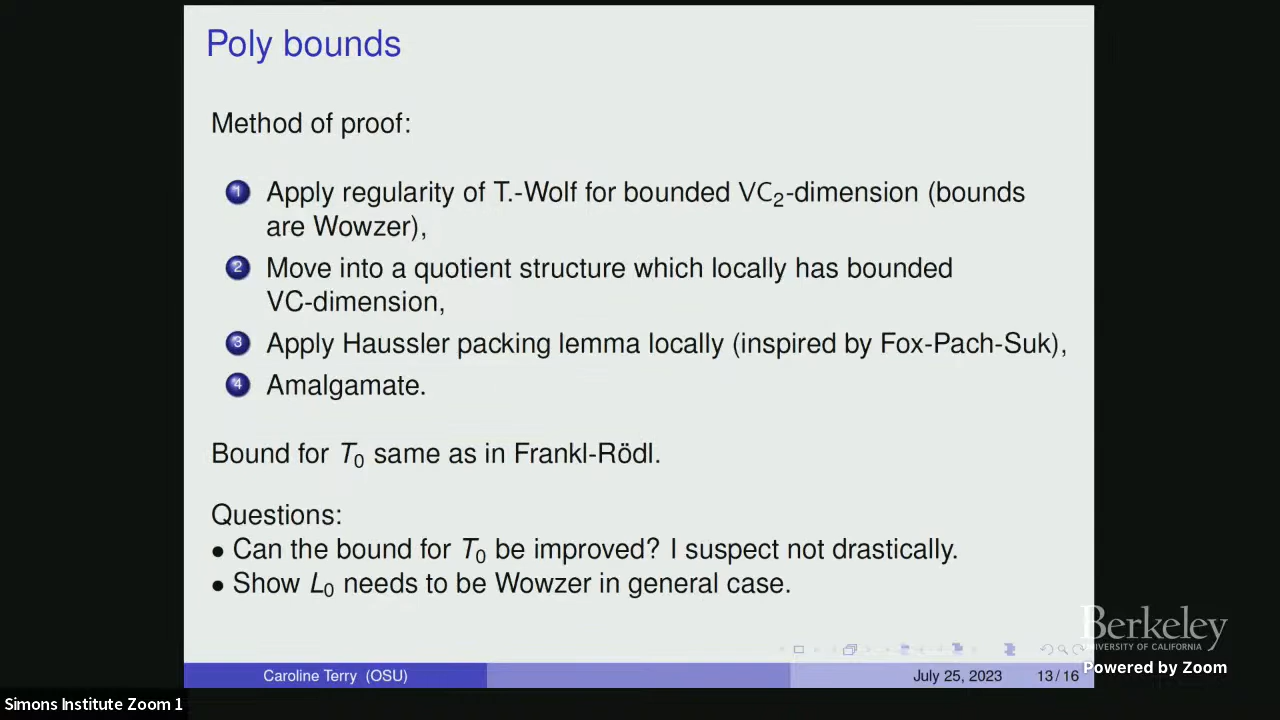 Poly bounds
Method of proof:
1 Apply regularity of T.-Wolf for bounded VC₂-dimension (bounds
are Wowzer),
2 Move into a quotient structure which locally has bounded
VC-dimension,
3 Apply Haussler packing lemma locally (inspired by Fox-Pach-Suk),
4 Amalgamate.
Bound for T₀ same as in Frankl-Rödl.
Questions:
• Can the bound for T₀ be improved? I suspect not drastically.
• Show L₀ needs to be Wowzer in general case.
Berkeley
UNIVERSITY OF CALIFORNIA
Powered by Zoom
Caroline Terry (OSU) July 25, 2023 13 / 16
Simons Institute Zoom 1